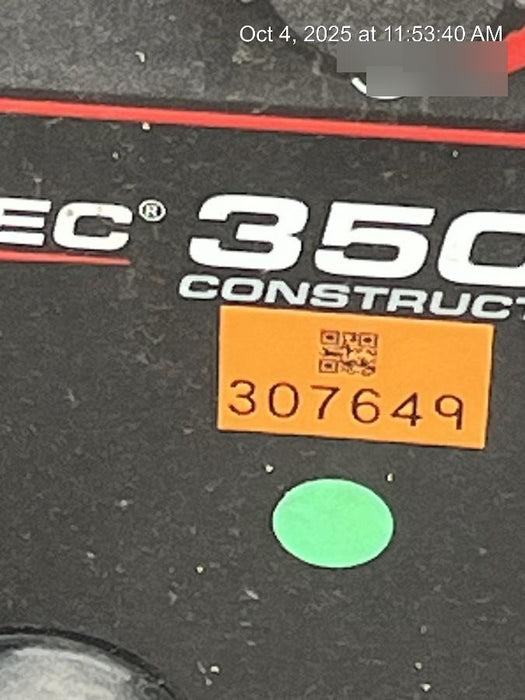 Oct 4, 2025 at 11:53:40 AM
EC® 350
CONSTRUCT
307649